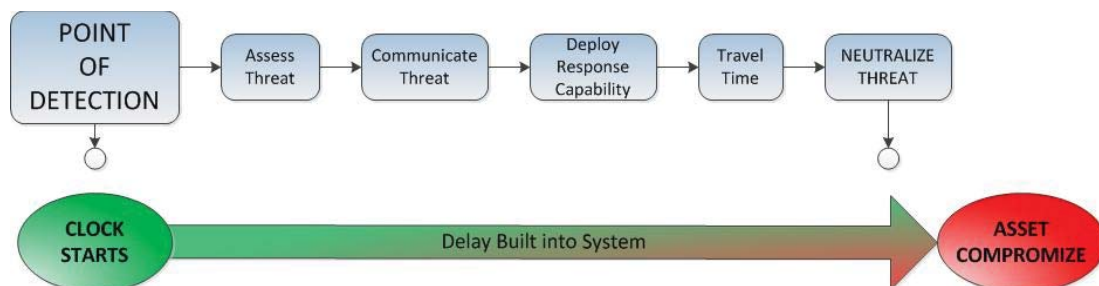 POINT
OF
DETECTION
Assess
Threat
Communicate
Threat
Deploy
Response
Capability
Travel
Time
NEUTRALIZE
THREAT
CLOCK
STARTS
Delay Built into System
ASSET
COMPROMIZE